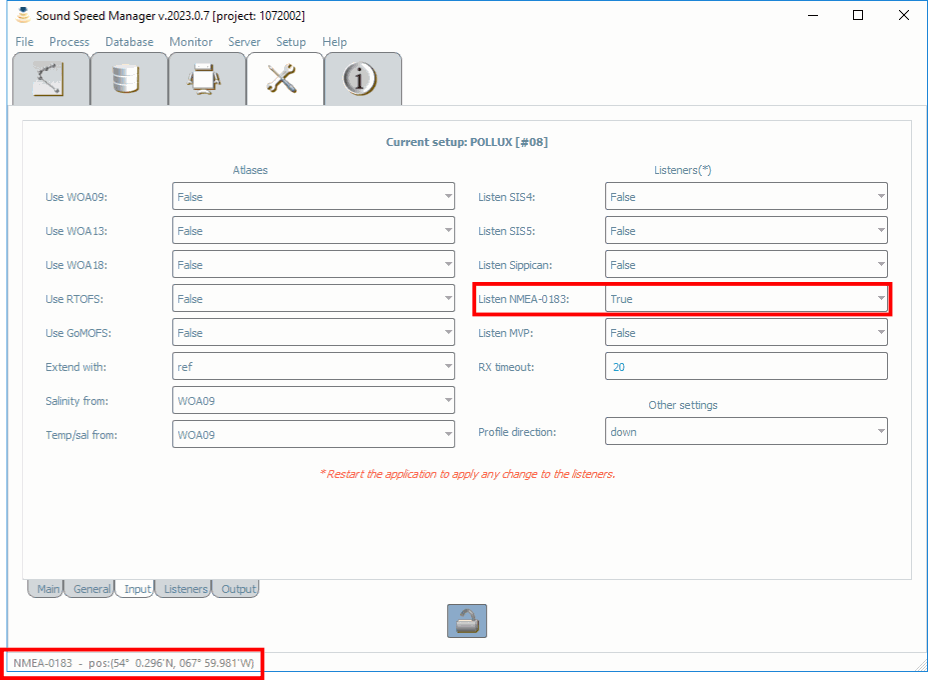 Sound Speed Manager v.2023.0.7 [project: 1072002]
File Process Database Monitor Server Setup Help
Current setup: POLLUX [#08]
Atlases
Use WOA09: False
Use WOA13: False
Use WOA18: False
Use RTOFS: False
Use GoMOFS: False
Extend with: ref
Salinity from: WOA09
Temp/sal from: WOA09
Listeners(*)
Listen SIS4: False
Listen SIS5: False
Listen Sippican: False
Listen NMEA-0183: True
Listen MVP: False
RX timeout: 20
Other settings
Profile direction: down
*Restart the application to apply any change to the listeners.
Main General Input Listeners Output
NMEA-0183 - pos:(54° 0.296'N, 067° 59.981'W)